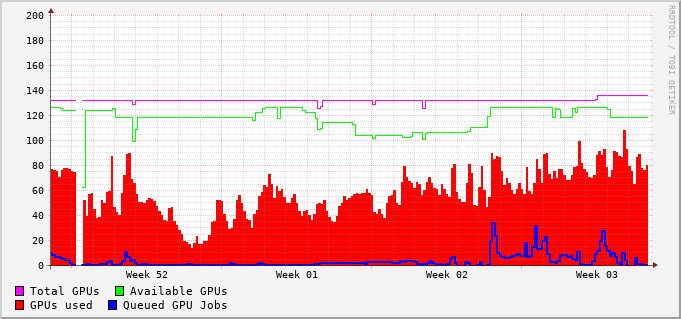 RRDTOOL / TOBI OETIKER
200
180
160
140
120
100
80
60
40
20
0
Week 52 Week 01 Week 02 Week 03
Total GPUs Available GPUs
GPUs used Queued GPU Jobs